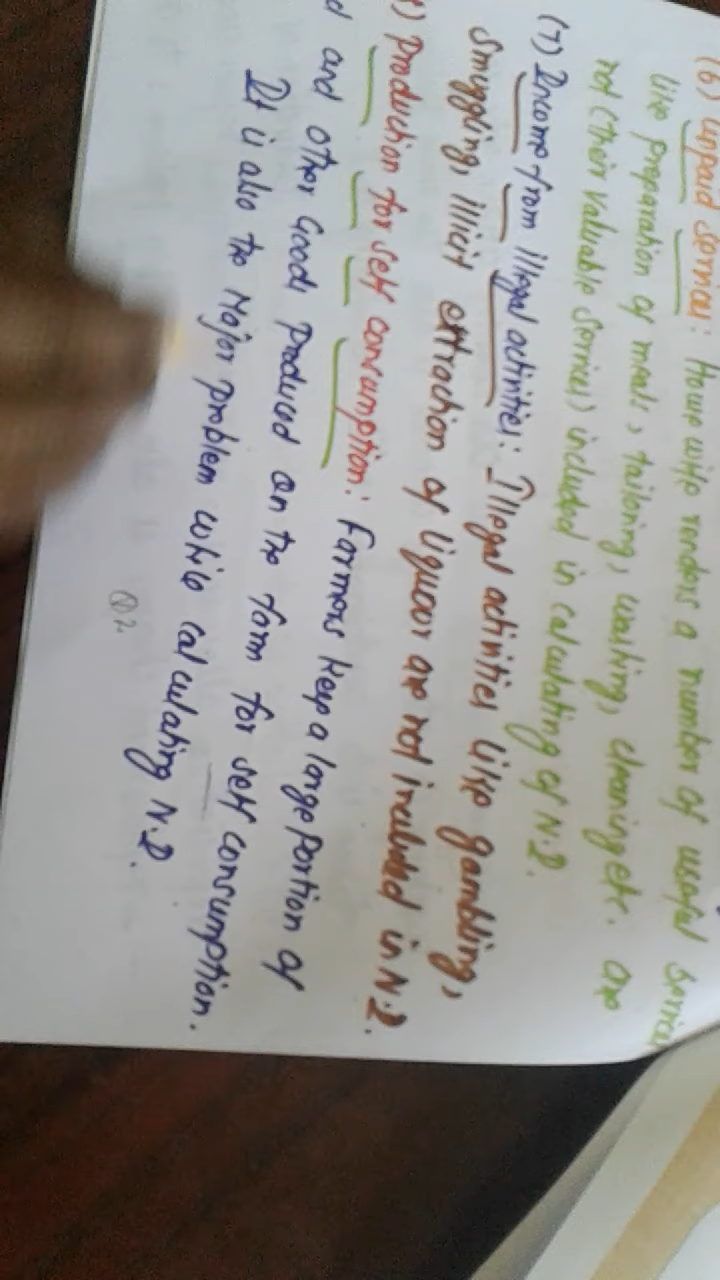 (6) Unpaid Services: House wife renders a number of useful Service
like preparation of meals, tailoring, washing, cleaning etc. are
not (their valuable Services) included in calculating of N.I.
(7) Income from illegal activities: Illegal activities like gambling,
Smuggling, illicit extraction of liquour are not included in N.I.
) Production for self consumption: Farmers keep a large portion of
d and other Goods produced on the form for self consumption.
It is also the Major problem while calculating N.I.